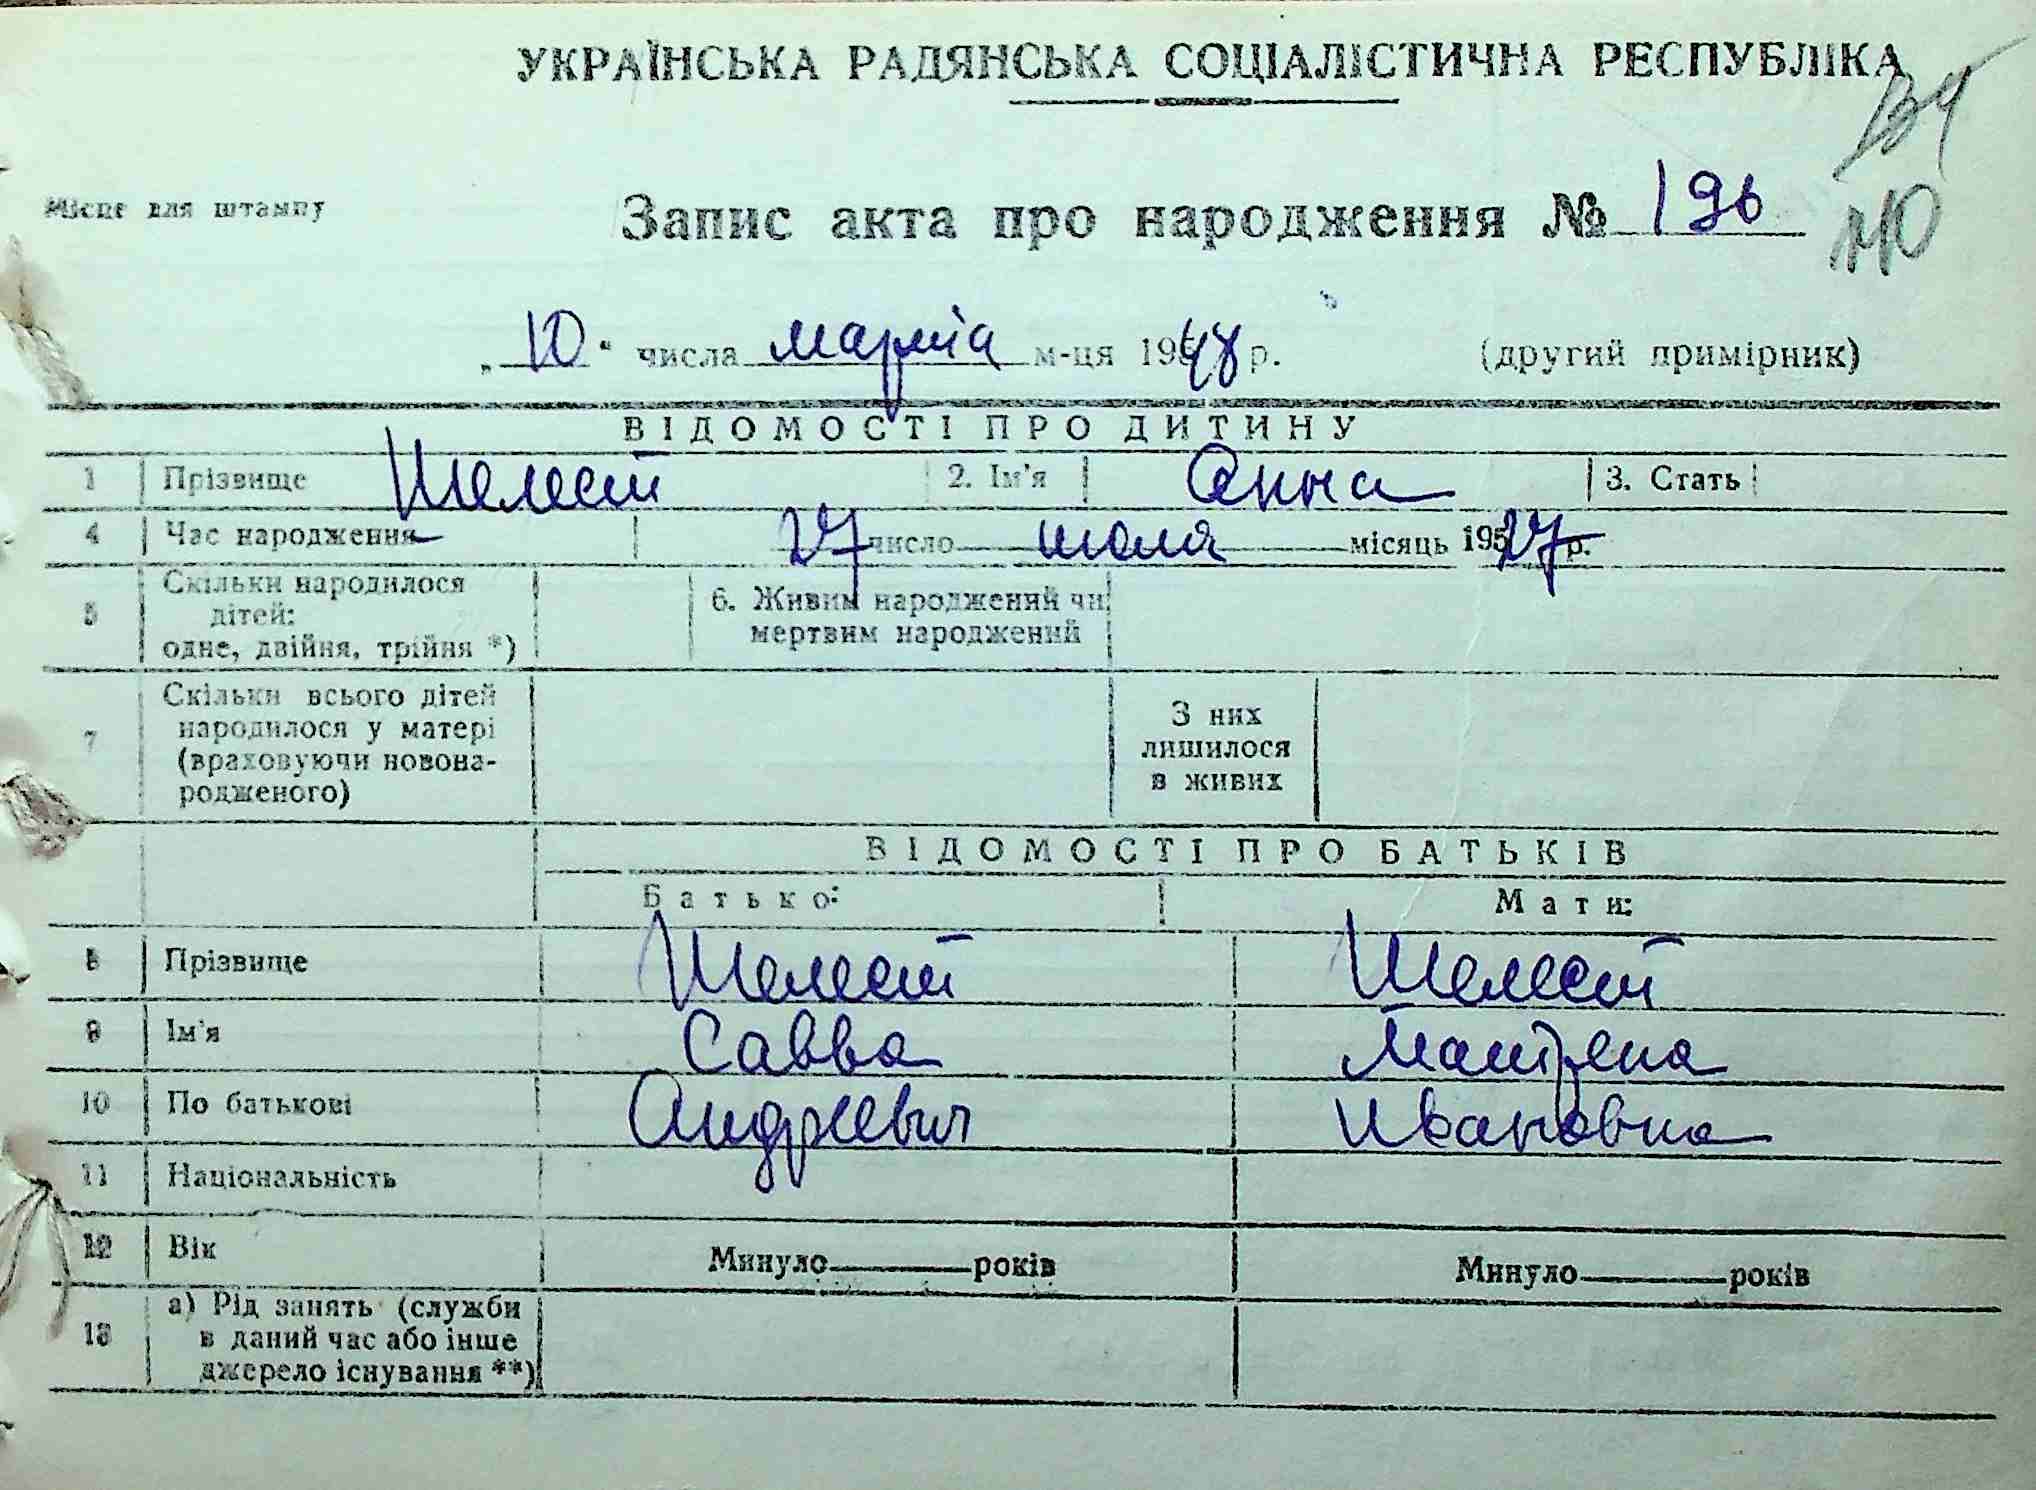 УКРАЇНСЬКА РАДЯНСЬКА СОЦІАЛІСТИЧНА РЕСПУБЛІКА
Місце для штампу
Запис акта про народження № 196
"10" числа марта м-ця 1948 р. (другий примірник)
ВІДОМОСТІ ПРО ДИТИНУ
1 Прізвище Шелест 2. Ім'я Анна 3. Стать
4 Час народження 27 число июля місяць 1927 р.
5 Скільки народилося дітей: одне, двійня, трійня *) 6. Живим народжений чи мертвим народжений
7 Скільки всього дітей народилося у матері (враховуючи новонародженого) З них лишилося в живих
ВІДОМОСТІ ПРО БАТЬКІВ
Батько: Мати:
8 Прізвище Шелест Шелест
9 Ім'я Савва Матрена
10 По батькові Андреевич Ивановна
11 Національність
12 Вік Минуло років Минуло років
13 а) Рід занять (служби в даний час або інше джерело існування **)